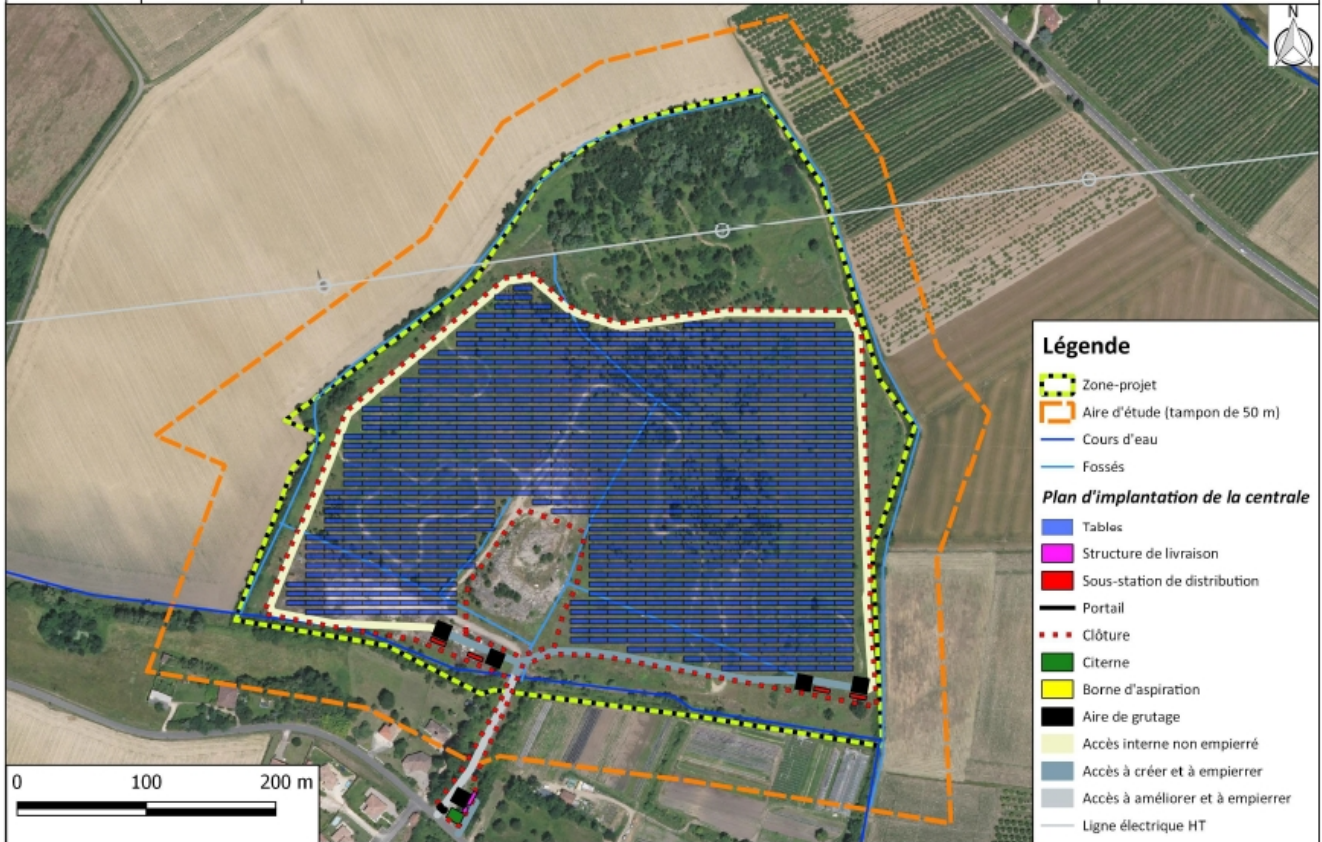 N
Légende
Zone-projet
Aire d'étude (tampon de 50 m)
Cours d'eau
Fossés
Plan d'implantation de la centrale
Tables
Structure de livraison
Sous-station de distribution
Portail
Clôture
Citerne
Borne d'aspiration
Aire de grutage
Accès interne non empierré
Accès à créer et à empierrer
Accès à améliorer et à empierrer
Ligne électrique HT
0 100 200 m